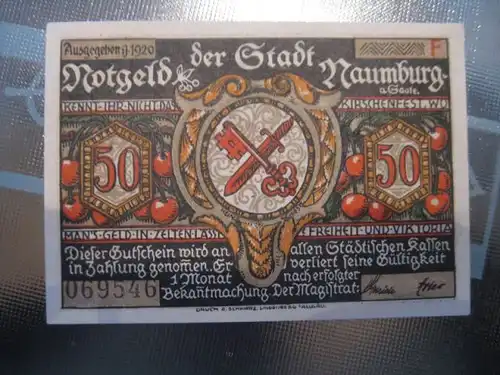 Ausgegeben i. J. 1920 F
Notgeld der Stadt Naumburg
a. Saale.
KENNT IHR NICHT DAS KIRSCHENFEST, WO
50 50
MAN'S GELD IN ZELTEN LÄSST FREIHEIT UND VIKTORIA
Dieser Gutschein wird an allen Städtischen Kassen
in Zahlung genommen. Er verliert seine Gültigkeit
1 Monat nach erfolgter
069546 Bekantmachung Der Magistrat: